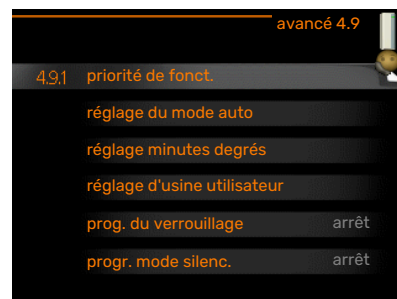 avancé 4.9
4.9.1 priorité de fonct.
réglage du mode auto
réglage minutes degrés
réglage d'usine utilisateur
prog. du verrouillage arrêt
progr. mode silenc. arrêt